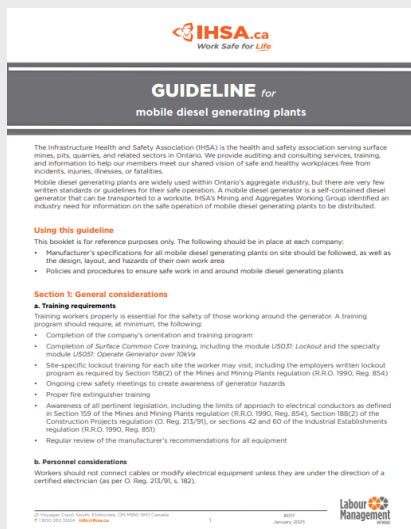 IHSA.ca
Work Safe for Life
GUIDELINE for
mobile diesel generating plants
The Infrastructure Health and Safety Association (IHSA) is the health and safety association serving surface
mines, pits, quarries, and related sectors in Ontario. We provide auditing and consulting services, training,
and information to help our members meet our shared vision of safe and healthy workplaces free from
incidents, injuries, illnesses, or fatalities.
Mobile diesel generating plants are widely used within Ontario's aggregate industry, but there are very few
written standards or guidelines for their safe operation. A mobile diesel generator is a self-contained diesel
generator that can be transported to a worksite. IHSA's Mining and Aggregates Working Group identified an
industry need for information on the safe operation of mobile diesel generating plants to be distributed.
Using this guideline
This booklet is for reference purposes only. The following should be in place at each company:
• Manufacturer's specifications for all mobile diesel generating plants on site should be followed, as well as
the design, layout, and hazards of their own work area
• Policies and procedures to ensure safe work in and around mobile diesel generating plants
Section 1: General considerations
a. Training requirements
Training workers properly is essential for the safety of those working around the generator. A training
program should require, at minimum, the following:
• Completion of the company's orientation and training program
• Completion of Surface Common Core training, including the module U5031: Lockout and the specialty
module U5051: Operate Generator over 10kVa
• Site-specific lockout training for each site the worker may visit, including the employers written lockout
program as required by Section 158(2) of the Mines and Mining Plants regulation (R.R.O. 1990, Reg. 854)
• Ongoing crew safety meetings to create awareness of generator hazards
• Proper fire extinguisher training
• Awareness of all pertinent legislation, including the limits of approach to electrical conductors as defined
in Section 159 of the Mines and Mining Plants regulation (R.R.O. 1990, Reg. 854), Section 188(2) of the
Construction Projects regulation (O. Reg. 213/91), or sections 42 and 60 of the Industrial Establishments
regulation (R.R.O. 1990, Reg. 851)
• Regular review of the manufacturer's recommendations for all equipment
b. Personnel considerations
Workers should not connect cables or modify electrical equipment unless they are under the direction of a
certified electrician (as per O. Reg. 213/91, s. 182).
21 Voyager Court South, Etobicoke, ON M9W 5M7 Canada
T 1 800 263 5024 info@ihsa.ca
1
January 2025
Labour
Management